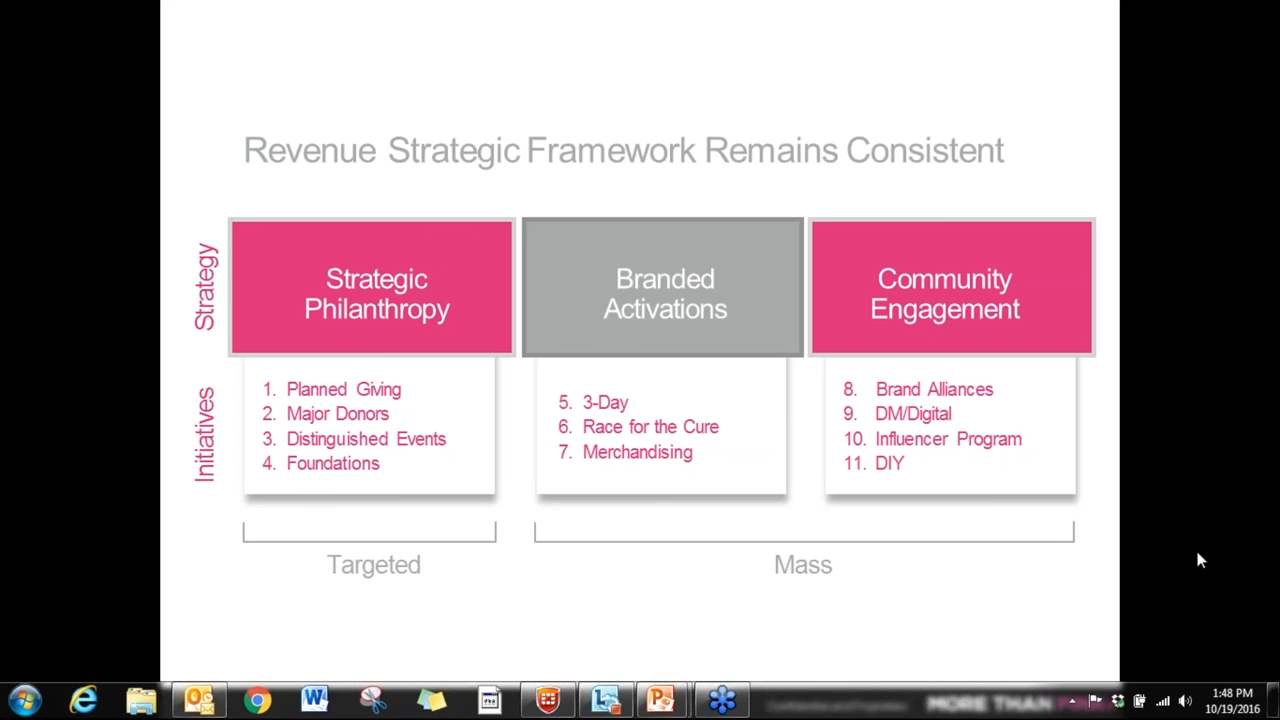 Revenue Strategic Framework Remains Consistent
Strategy
Strategic
Philanthropy
Branded
Activations
Community
Engagement
Initiatives
1. Planned Giving
2. Major Donors
3. Distinguished Events
4. Foundations
5. 3-Day
6. Race for the Cure
7. Merchandising
8. Brand Alliances
9. DM/Digital
10. Influencer Program
11. DIY
Targeted
Mass
MORE THAN
1:48 PM
10/19/2016